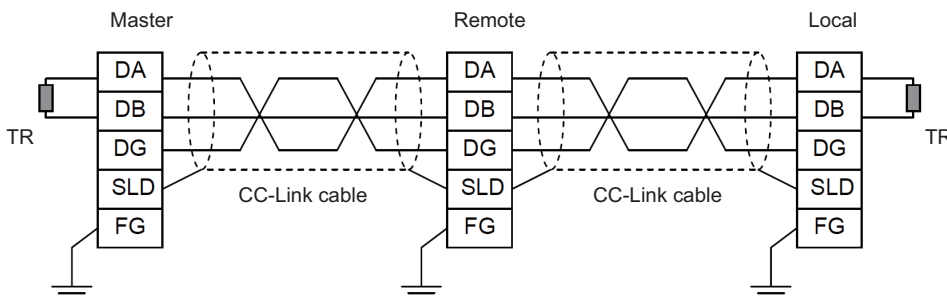 Master Remote Local
DA DA DA
DB DB DB
TR TR
DG DG DG
SLD CC-Link cable SLD CC-Link cable SLD
FG FG FG